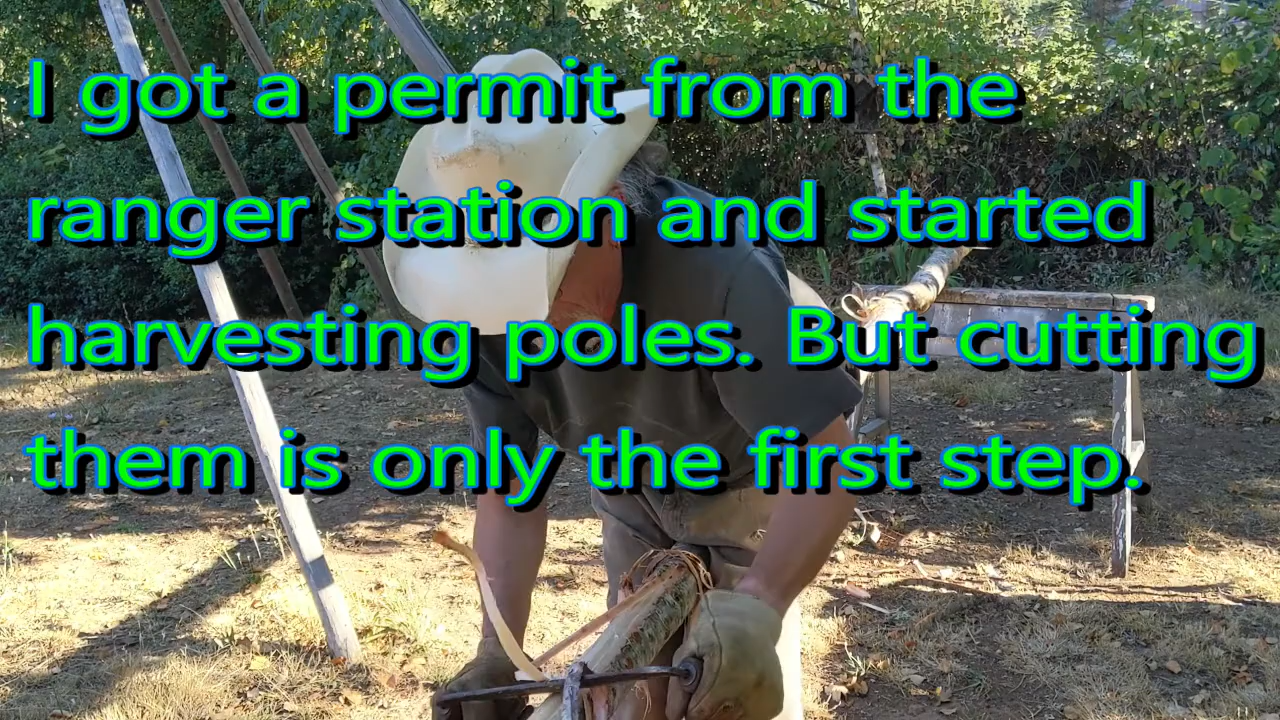 I got a permit from the
ranger station and started
harvesting poles. But cutting
them is only the first step.